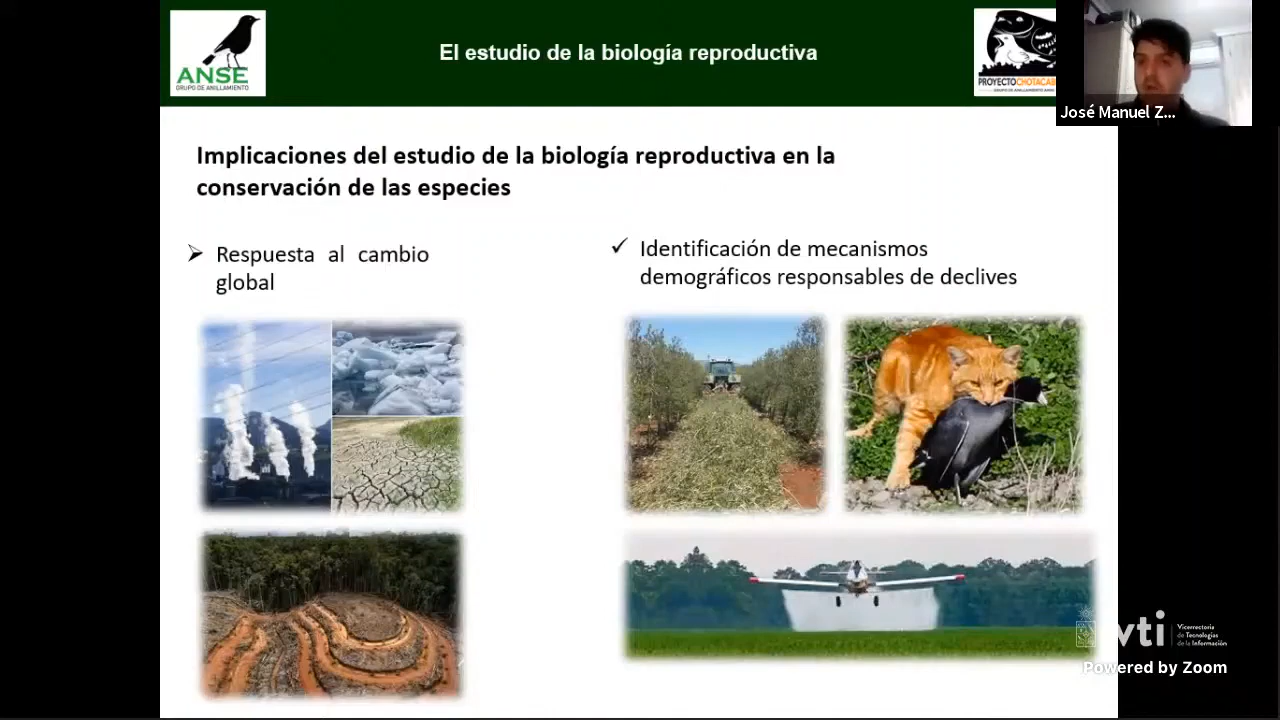 ANSE
GRUPO DE ANILLAMIENTO
El estudio de la biología reproductiva
PROYECTOCHOTACAB
José Manuel Z...
Implicaciones del estudio de la biología reproductiva en la
conservación de las especies
➢ Respuesta al cambio
global
✓ Identificación de mecanismos
demográficos responsables de declives
vti
Vicerrectoría
de Tecnologías
de la Información
Powered by Zoom